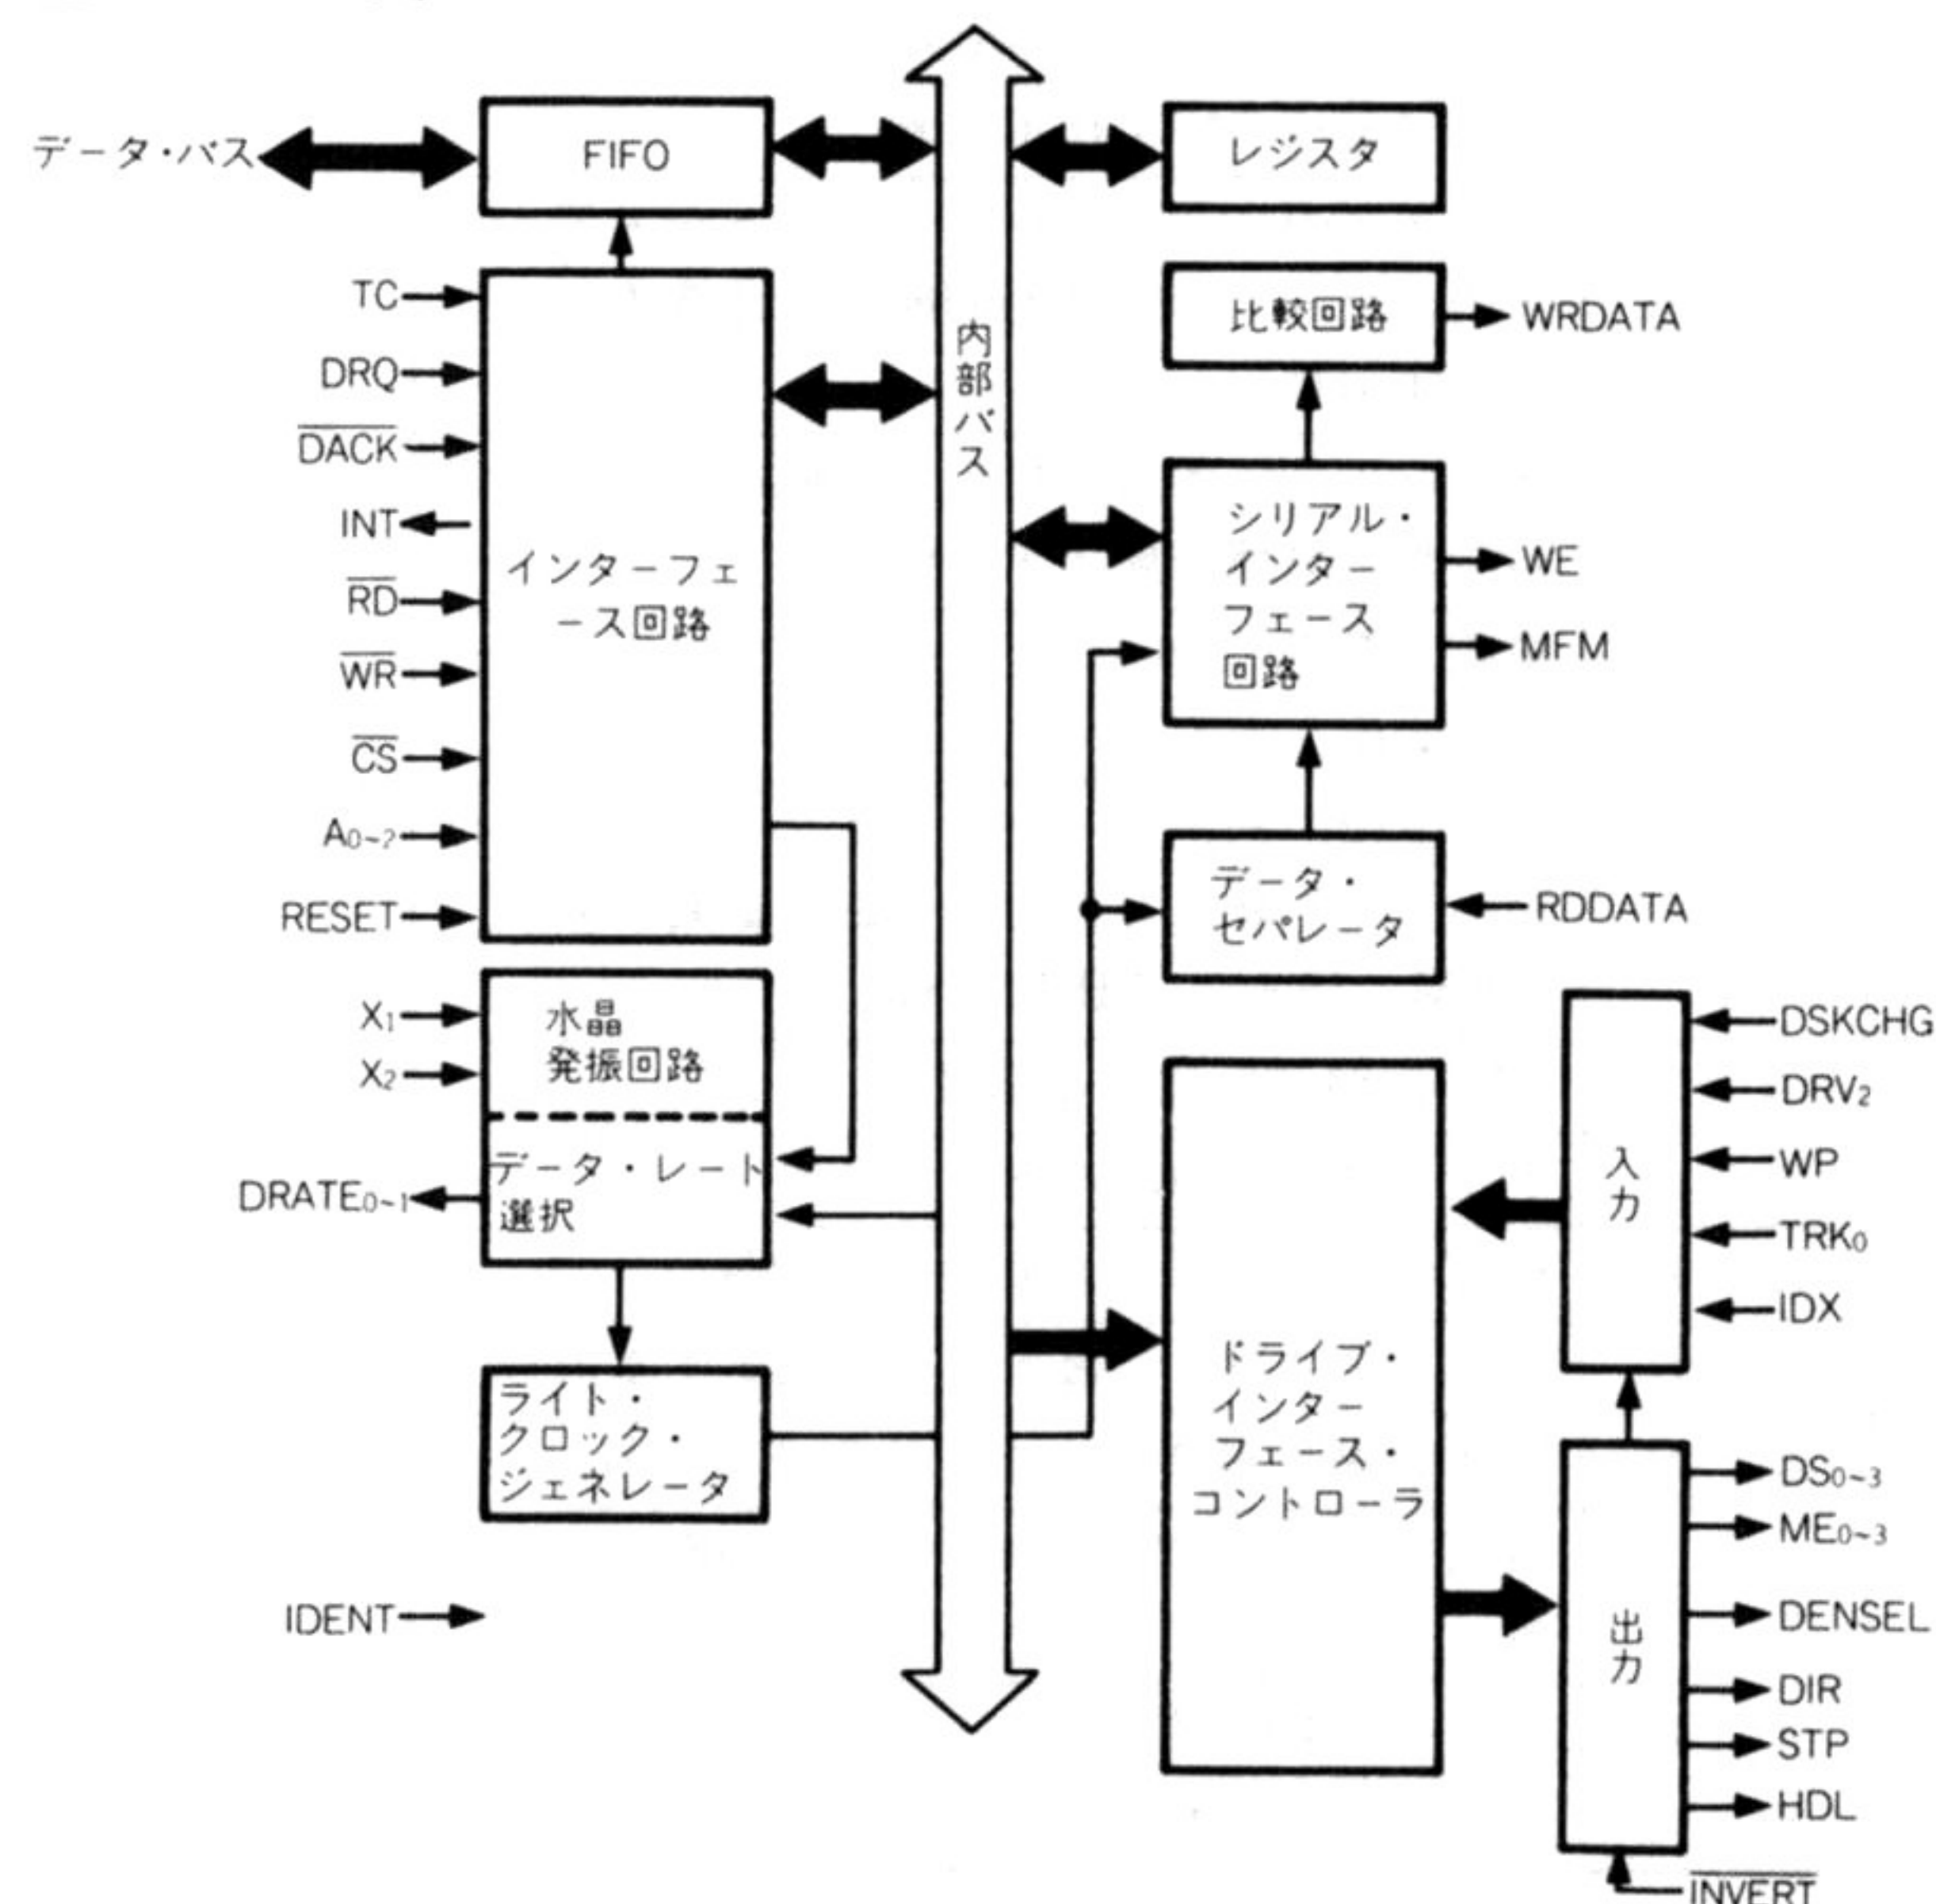 データ・バス
FIFO
TC
DRQ
D̅A̅C̅K̅
INT
R̅D̅
W̅R̅
C̅S̅
A0~2
RESET
インターフェ
ース回路
X1
X2
水晶
発振回路
データ・レート
選択
DRATE0~1
ライト・
クロック・
ジェネレータ
IDENT
内部バス
レジスタ
比較回路
WRDATA
シリアル・
インター
フェース
回路
WE
MFM
データ・
セパレータ
RDDATA
ドライブ・
インター
フェース・
コントローラ
入力
DSKCHG
DRV2
WP
TRK0
IDX
出力
DS0~3
ME0~3
DENSEL
DIR
STP
HDL
I̅N̅V̅E̅R̅T̅